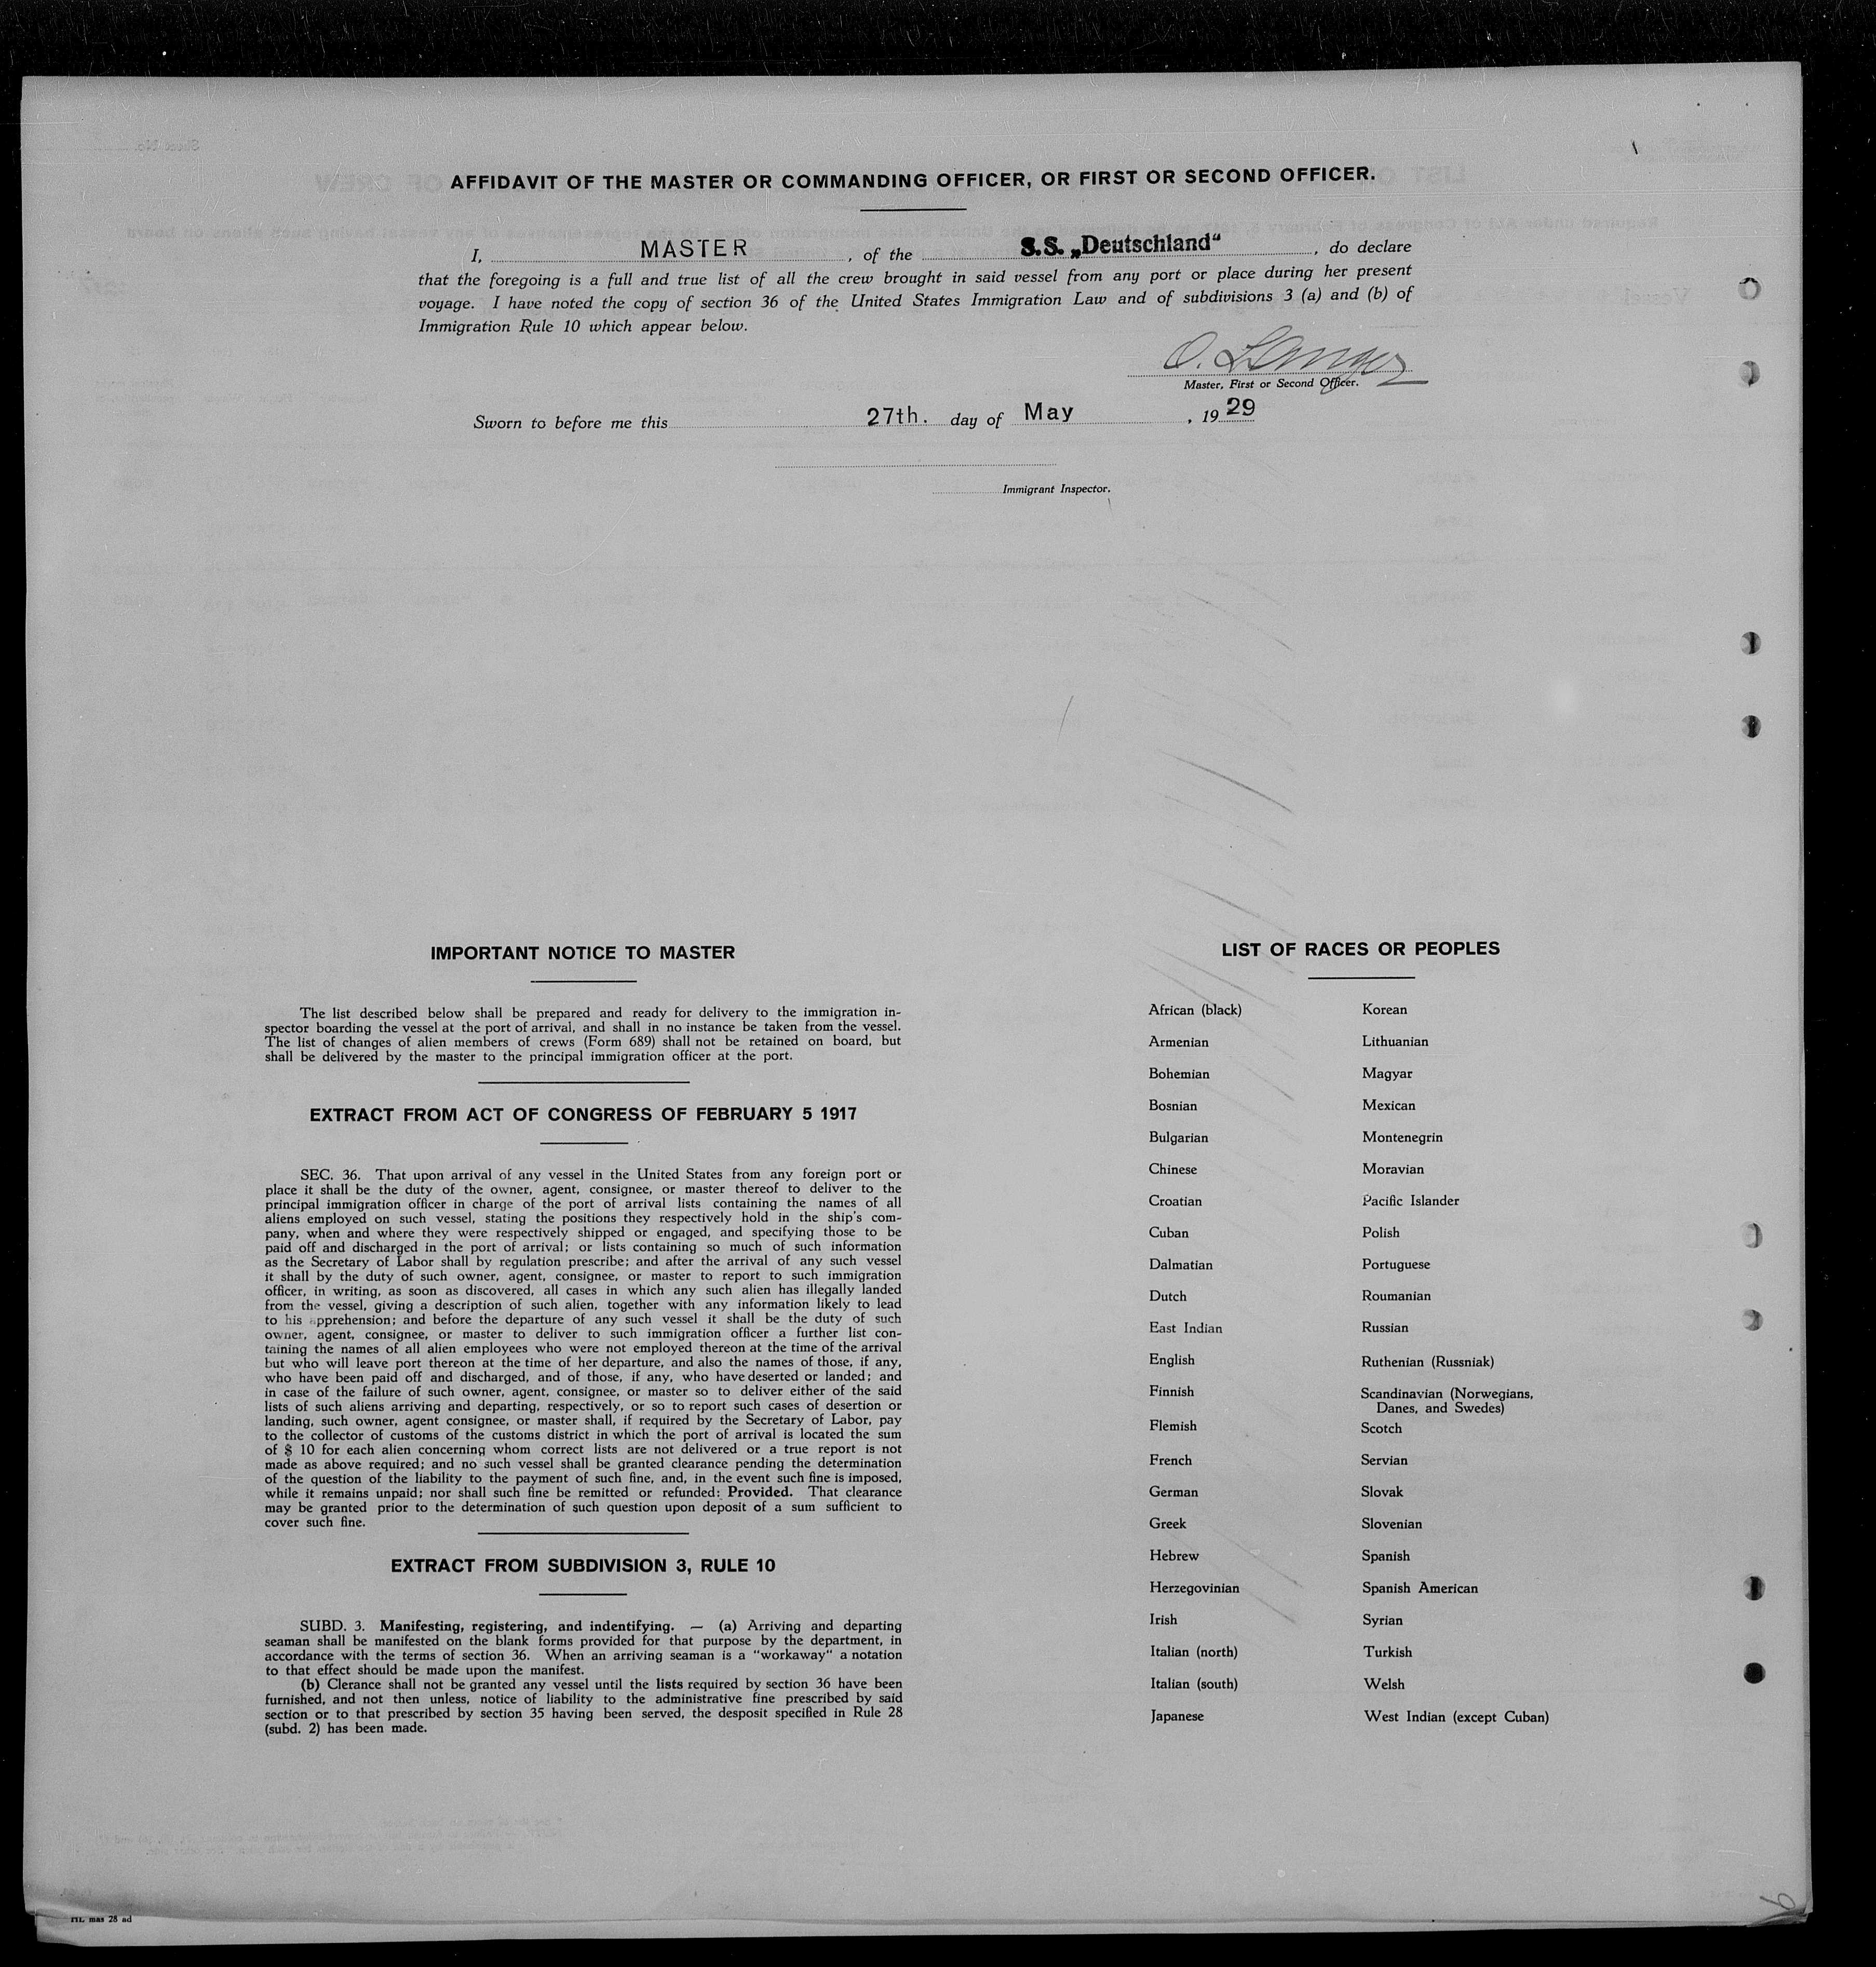 AFFIDAVIT OF THE MASTER OR COMMANDING OFFICER, OR FIRST OR SECOND OFFICER.
I, MASTER, of the S.S. „Deutschland“, do declare
that the foregoing is a full and true list of all the crew brought in said vessel from any port or place during her present
voyage. I have noted the copy of section 36 of the United States Immigration Law and of subdivisions 3 (a) and (b) of
Immigration Rule 10 which appear below.
O. Langer
Master, First or Second Officer.
Sworn to before me this 27th. day of May, 1929
Immigrant Inspector.
IMPORTANT NOTICE TO MASTER
The list described below shall be prepared and ready for delivery to the immigration in-
spector boarding the vessel at the port of arrival, and shall in no instance be taken from the vessel.
The list of changes of alien members of crews (Form 689) shall not be retained on board, but
shall be delivered by the master to the principal immigration officer at the port.
EXTRACT FROM ACT OF CONGRESS OF FEBRUARY 5 1917
SEC. 36. That upon arrival of any vessel in the United States from any foreign port or
place it shall be the duty of the owner, agent, consignee, or master thereof to deliver to the
principal immigration officer in charge of the port of arrival lists containing the names of all
aliens employed on such vessel, stating the positions they respectively hold in the ship's com-
pany, when and where they were respectively shipped or engaged, and specifying those to be
paid off and discharged in the port of arrival; or lists containing so much of such information
as the Secretary of Labor shall by regulation prescribe; and after the arrival of any such vessel
it shall by the duty of such owner, agent, consignee, or master to report to such immigration
officer, in writing, as soon as discovered, all cases in which any such alien has illegally landed
from the vessel, giving a description of such alien, together with any information likely to lead
to his apprehension; and before the departure of any such vessel it shall be the duty of such
owner, agent, consignee, or master to deliver to such immigration officer a further list con-
taining the names of all alien employees who were not employed thereon at the time of the arrival
but who will leave port thereon at the time of her departure, and also the names of those, if any,
who have been paid off and discharged, and of those, if any, who have deserted or landed; and
in case of the failure of such owner, agent, consignee, or master so to deliver either of the said
lists of such aliens arriving and departing, respectively, or so to report such cases of desertion or
landing, such owner, agent consignee, or master shall, if required by the Secretary of Labor, pay
to the collector of customs of the customs district in which the port of arrival is located the sum
of $ 10 for each alien concerning whom correct lists are not delivered or a true report is not
made as above required; and no such vessel shall be granted clearance pending the determination
of the question of the liability to the payment of such fine, and, in the event such fine is imposed,
while it remains unpaid; nor shall such fine be remitted or refunded: Provided. That clearance
may be granted prior to the determination of such question upon deposit of a sum sufficient to
cover such fine.
EXTRACT FROM SUBDIVISION 3, RULE 10
SUBD. 3. Manifesting, registering, and indentifying. — (a) Arriving and departing
seaman shall be manifested on the blank forms provided for that purpose by the department, in
accordance with the terms of section 36. When an arriving seaman is a "workaway" a notation
to that effect should be made upon the manifest.
(b) Clerance shall not be granted any vessel until the lists required by section 36 have been
furnished, and not then unless, notice of liability to the administrative fine prescribed by said
section or to that prescribed by section 35 having been served, the desposit specified in Rule 28
(subd. 2) has been made.
LIST OF RACES OR PEOPLES
African (black)
Armenian
Bohemian
Bosnian
Bulgarian
Chinese
Croatian
Cuban
Dalmatian
Dutch
East Indian
English
Finnish
Flemish
French
German
Greek
Hebrew
Herzegovinian
Irish
Italian (north)
Italian (south)
Japanese
Korean
Lithuanian
Magyar
Mexican
Montenegrin
Moravian
Pacific Islander
Polish
Portuguese
Roumanian
Russian
Ruthenian (Russniak)
Scandinavian (Norwegians,
Danes, and Swedes)
Scotch
Servian
Slovak
Slovenian
Spanish
Spanish American
Syrian
Turkish
Welsh
West Indian (except Cuban)
mas 28 ad